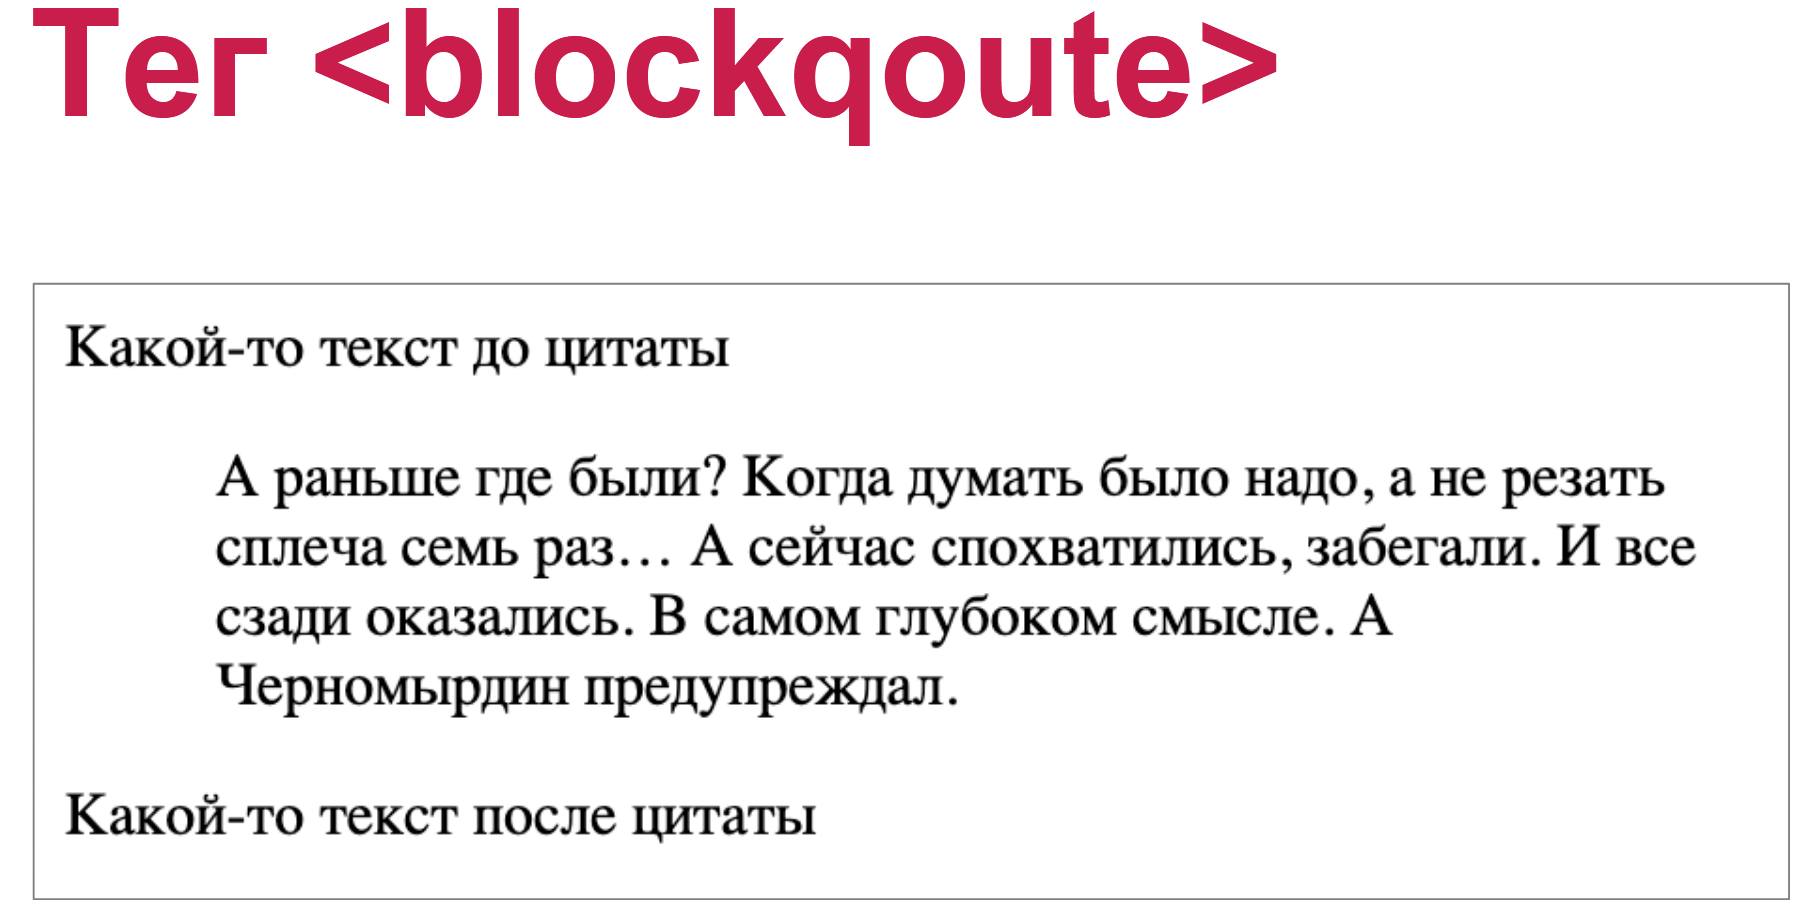 Тег <blockqoute>
Какой-то текст до цитаты
А раньше где были? Когда думать было надо, а не резать
сплеча семь раз… А сейчас спохватились, забегали. И все
сзади оказались. В самом глубоком смысле. А
Черномырдин предупреждал.
Какой-то текст после цитаты